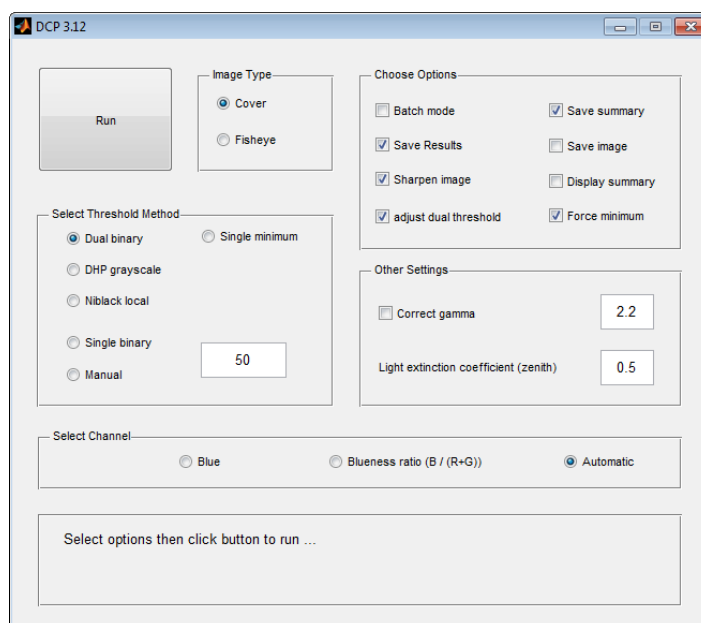 DCP 3.12
Run
Image Type
Cover
Fisheye
Choose Options
Batch mode
Save summary
Save Results
Save image
Sharpen image
Display summary
adjust dual threshold
Force minimum
Select Threshold Method
Dual binary
Single minimum
DHP grayscale
Niblack local
Single binary
50
Manual
Other Settings
Correct gamma
2.2
Light extinction coefficient (zenith)
0.5
Select Channel
Blue
Blueness ratio (B / (R+G))
Automatic
Select options then click button to run ...